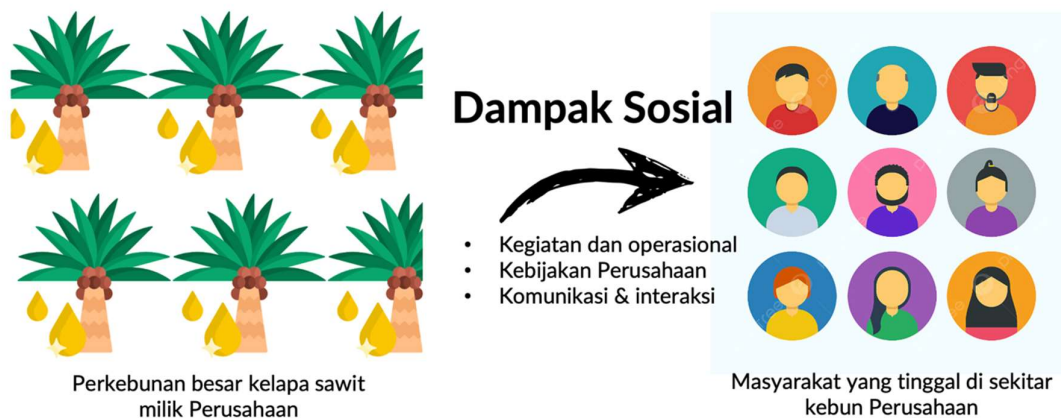 Dampak Sosial
• Kegiatan dan operasional
• Kebijakan Perusahaan
• Komunikasi & interaksi
Perkebunan besar kelapa sawit
milik Perusahaan
Masyarakat yang tinggal di sekitar
kebun Perusahaan